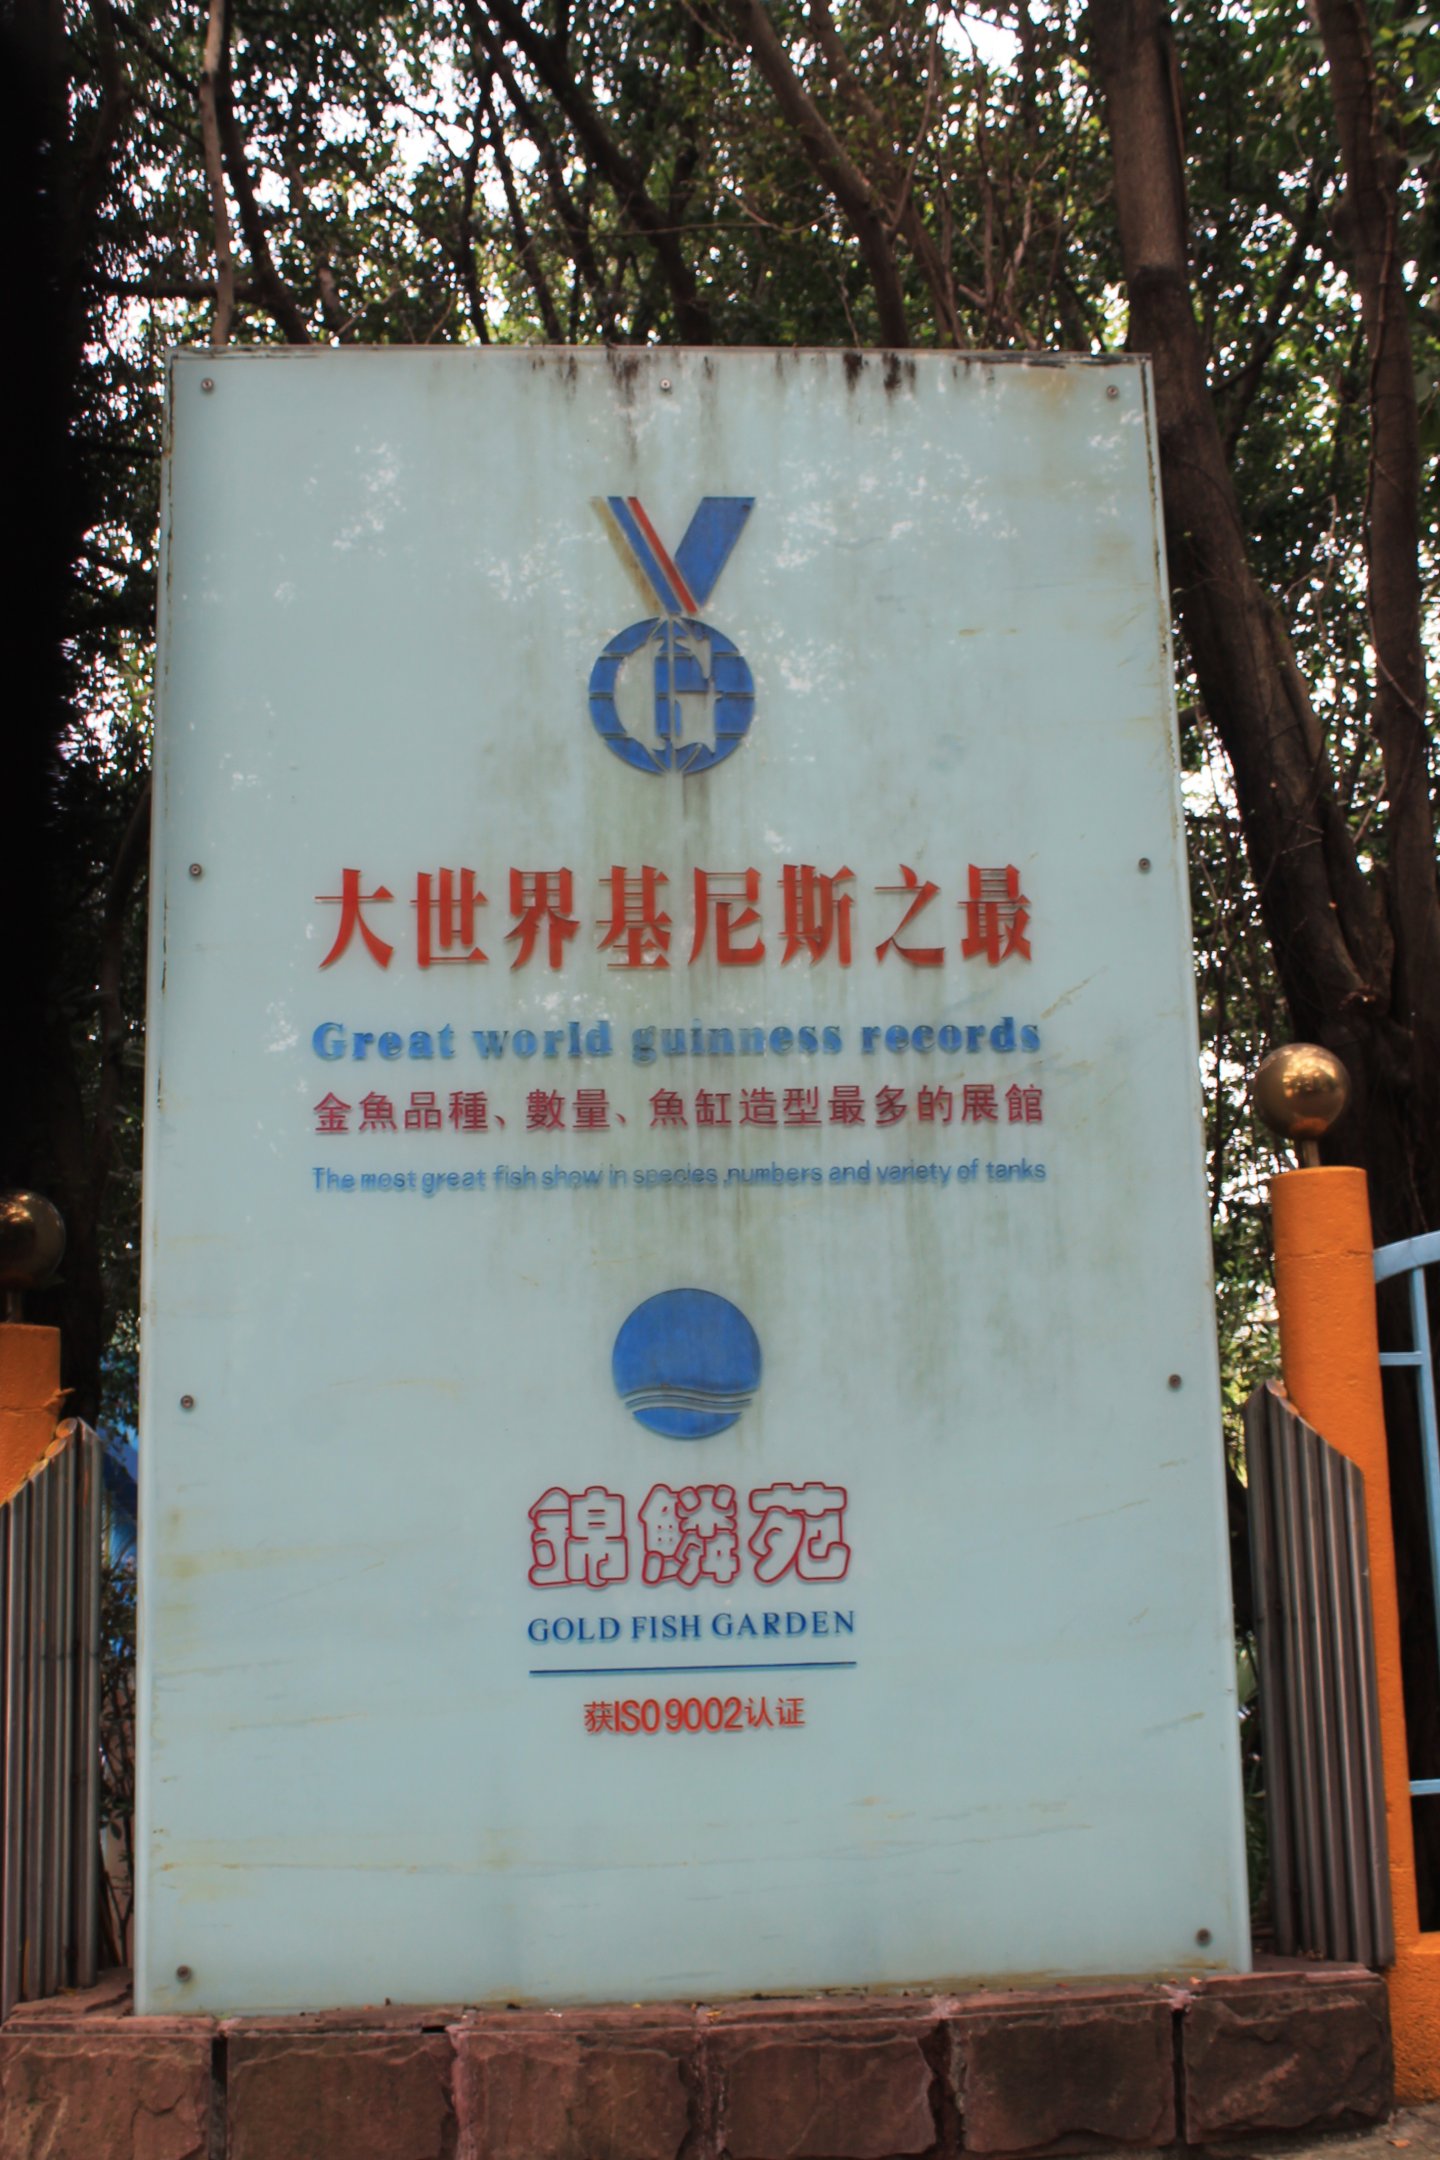 大世界基尼斯之最
Great world guinness records
金魚品種、數量、魚缸造型最多的展館
The most great fish show in species,numbers and variety of tanks
錦鱗苑
GOLD FISH GARDEN
获ISO9002认证